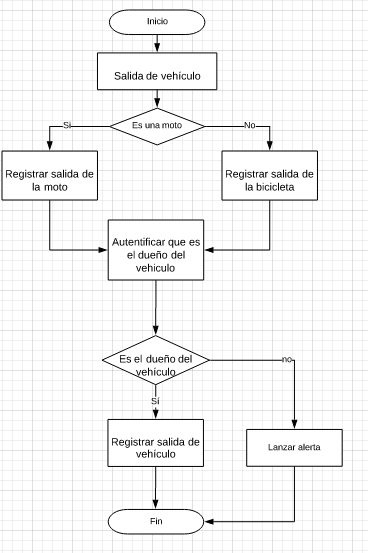 Inicio
Salida de vehículo
Es una moto
Si
No
Registrar salida de
la moto
Registrar salida de
la bicicleta
Autentificar que es
el dueño del
vehiculo
Es el dueño del
vehículo
no
Sí
Registrar salida de
vehículo
Lanzar alerta
Fin